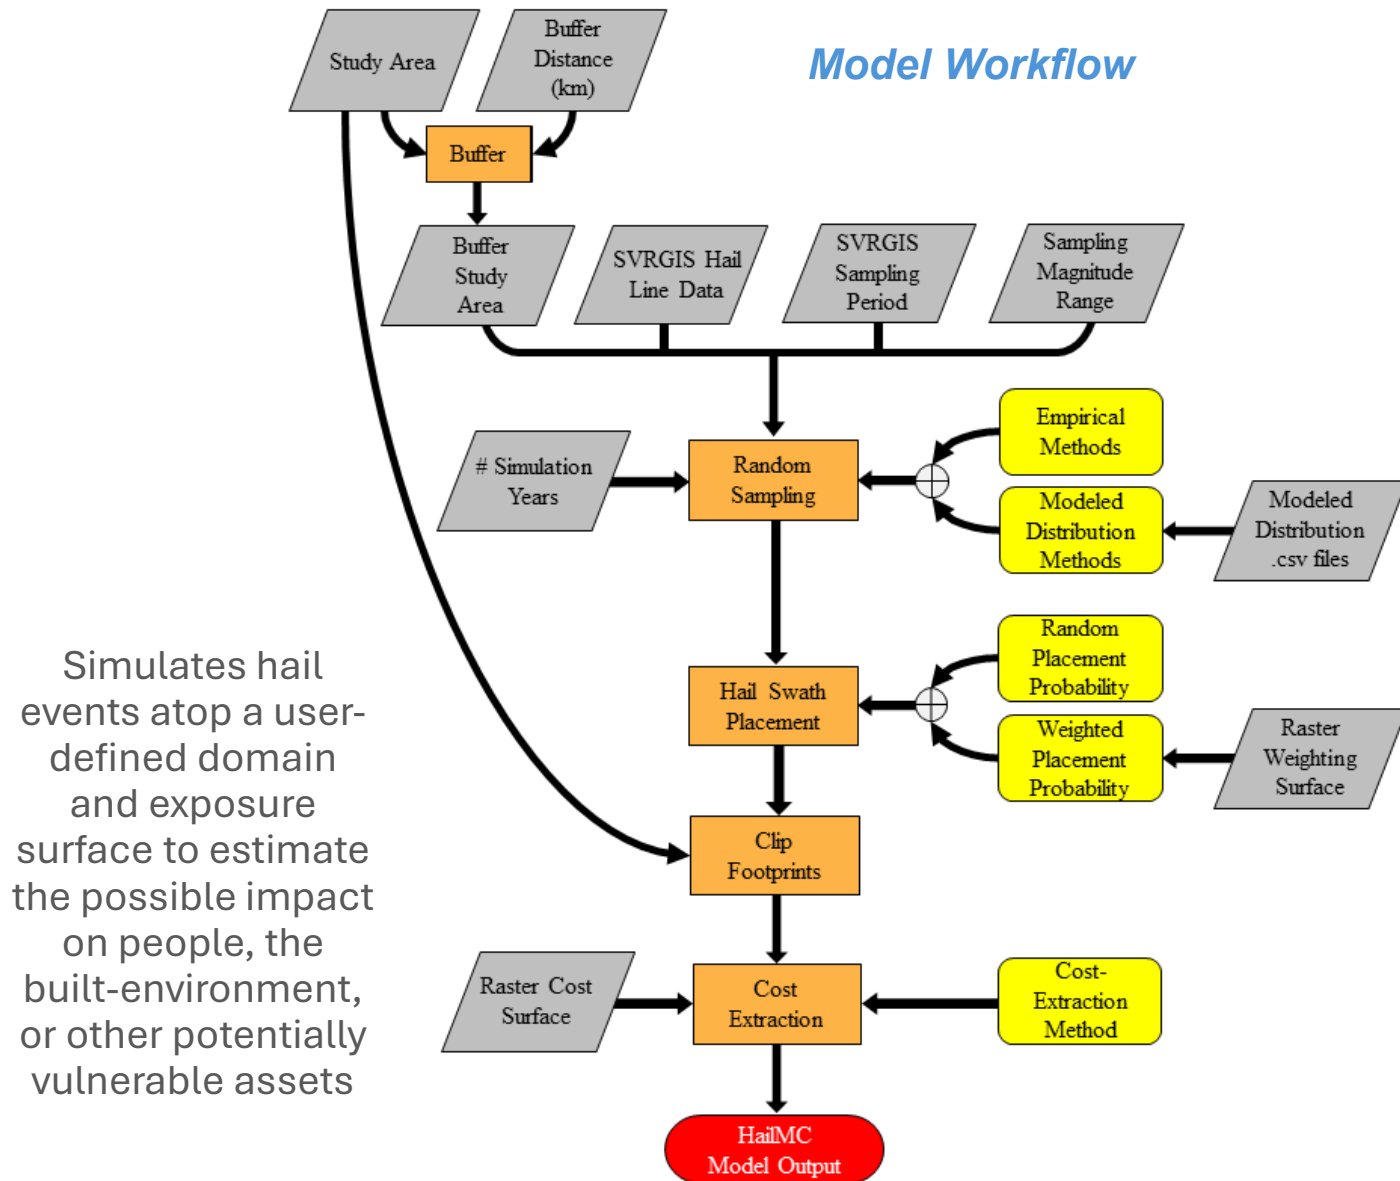 Model Workflow
Study Area
Buffer
Distance
(km)
Buffer
Buffer
Study
Area
SVRGIS Hail
Line Data
SVRGIS
Sampling
Period
Sampling
Magnitude
Range
# Simulation
Years
Random
Sampling
Empirical
Methods
Modeled
Distribution
Methods
Modeled
Distribution
.csv files
Hail Swath
Placement
Random
Placement
Probability
Weighted
Placement
Probability
Raster
Weighting
Surface
Clip
Footprints
Raster Cost
Surface
Cost
Extraction
Cost-
Extraction
Method
HailMC
Model Output
Simulates hail
events atop a user-
defined domain
and exposure
surface to estimate
the possible impact
on people, the
built-environment,
or other potentially
vulnerable assets